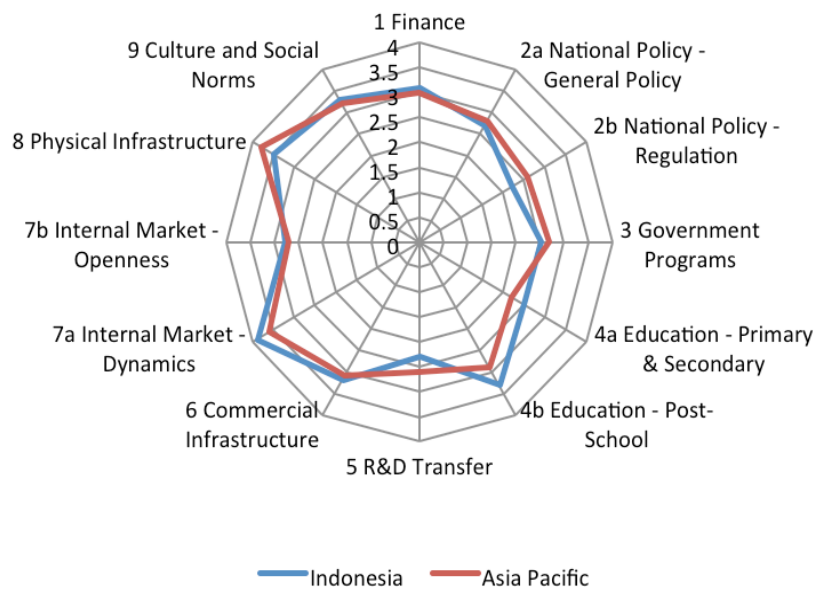 1 Finance
9 Culture and Social
Norms
2a National Policy -
General Policy
4
3.5
3
2.5
2
1.5
1
0.5
0
8 Physical Infrastructure
2b National Policy -
Regulation
7b Internal Market -
Openness
3 Government
Programs
7a Internal Market -
Dynamics
4a Education - Primary
& Secondary
6 Commercial
Infrastructure
4b Education - Post-
School
5 R&D Transfer
Indonesia
Asia Pacific